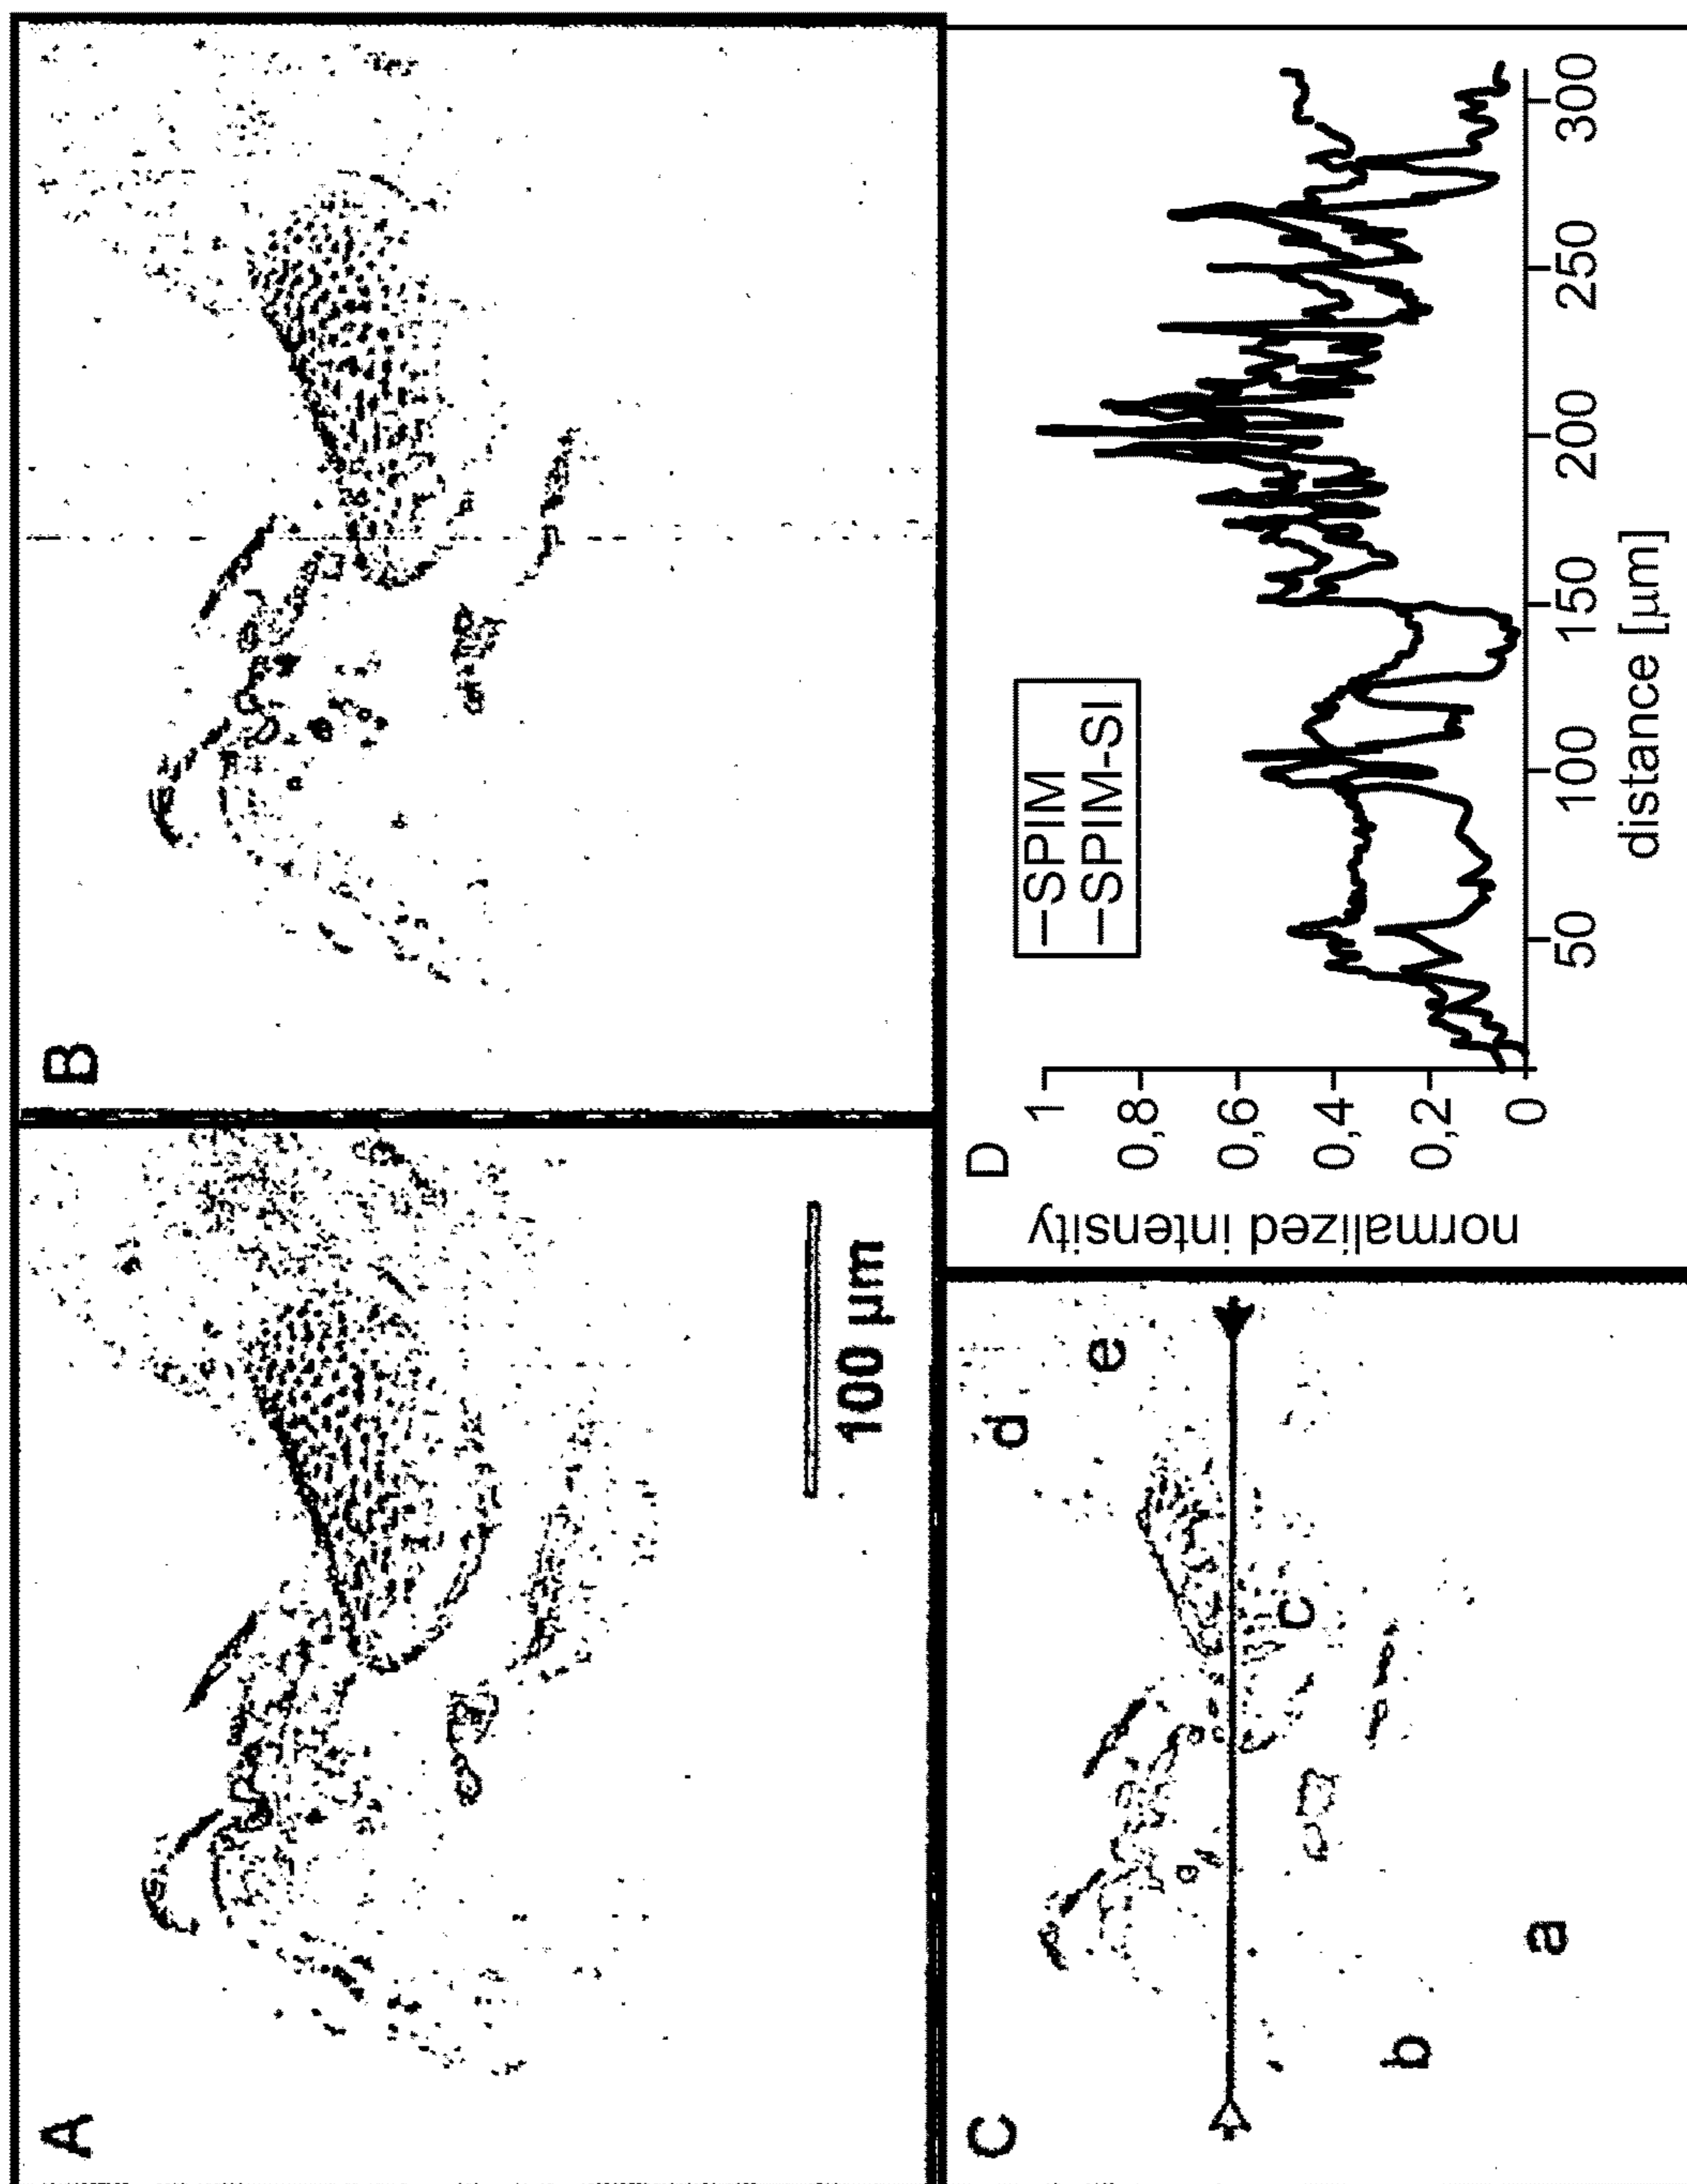 A
100 µm
B
C
a
b
c
d
e
D
normalized intensity
1
0,8
0,6
0,4
0,2
0
–SPIM
–SPIM-SI
50
100
150
200
250
300
distance [µm]